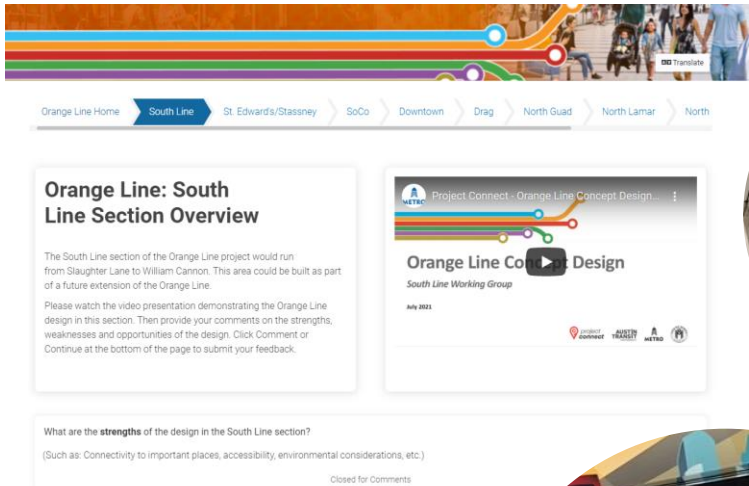 Translate
Orange Line Home South Line St. Edward's/Stassney SoCo Downtown Drag North Guad North Lamar North
Orange Line: South
Line Section Overview
The South Line section of the Orange Line project would run
from Slaughter Lane to William Cannon. This area could be built as part
of a future extension of the Orange Line.
Please watch the video presentation demonstrating the Orange Line
design in this section. Then provide your comments on the strengths,
weaknesses and opportunities of the design. Click Comment or
Continue at the bottom of the page to submit your feedback.
METRO
Project Connect - Orange Line Concept Design...
Orange Line Concept Design
South Line Working Group
July 2021
project connect AUSTIN TRANSIT METRO
What are the strengths of the design in the South Line section?
(Such as: Connectivity to important places, accessibility, environmental considerations, etc.)
Closed for Comments